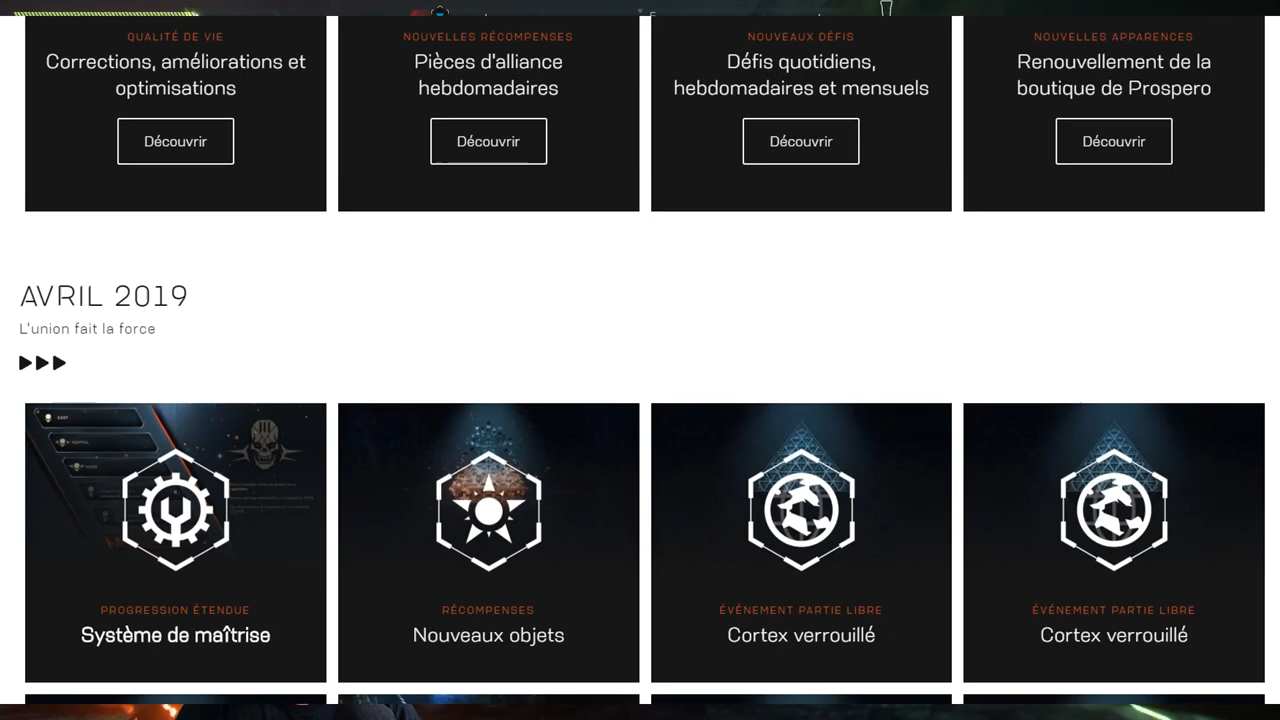 QUALITÉ DE VIE
Corrections, améliorations et
optimisations
Découvrir
NOUVELLES RÉCOMPENSES
Pièces d'alliance
hebdomadaires
Découvrir
NOUVEAUX DÉFIS
Défis quotidiens,
hebdomadaires et mensuels
Découvrir
NOUVELLES APPARENCES
Renouvellement de la
boutique de Prospero
Découvrir
AVRIL 2019
L'union fait la force
PROGRESSION ÉTENDUE
Système de maîtrise
RÉCOMPENSES
Nouveaux objets
ÉVÉNEMENT PARTIE LIBRE
Cortex verrouillé
ÉVÉNEMENT PARTIE LIBRE
Cortex verrouillé